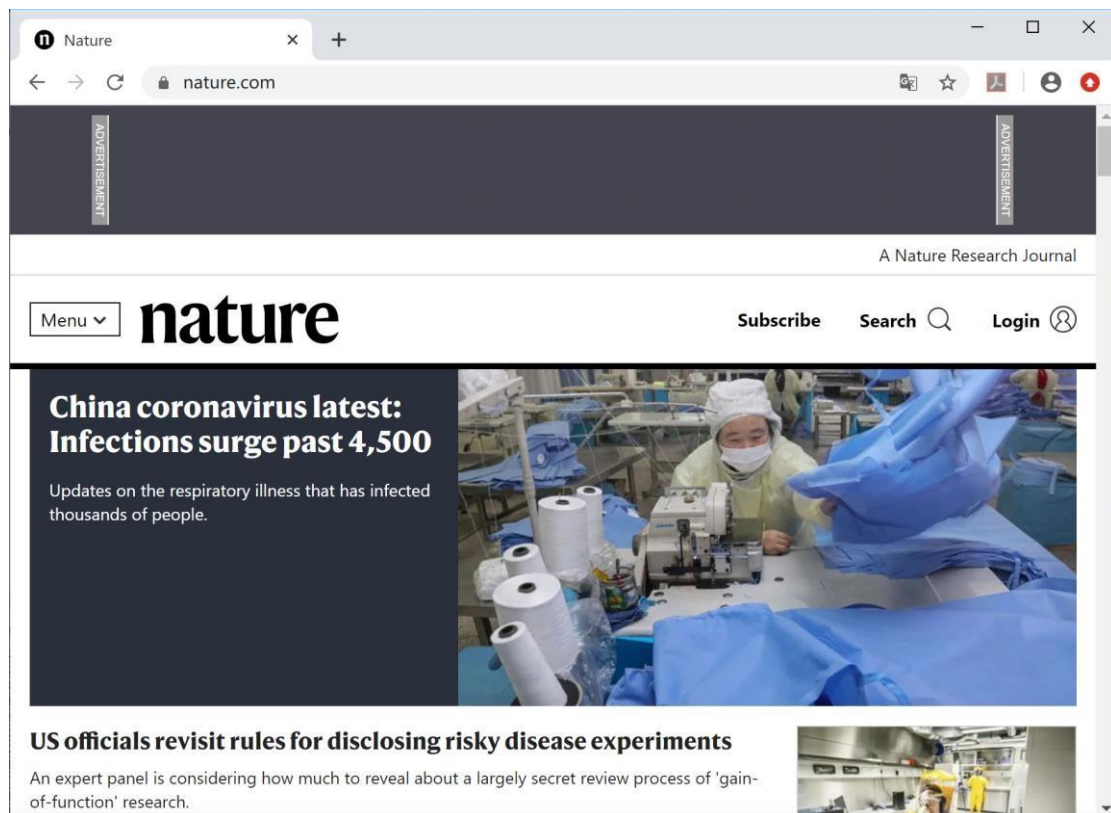 Nature
nature.com
ADVERTISEMENT
ADVERTISEMENT
A Nature Research Journal
Menu
nature
Subscribe
Search
Login
China coronavirus latest:
Infections surge past 4,500
Updates on the respiratory illness that has infected
thousands of people.
US officials revisit rules for disclosing risky disease experiments
An expert panel is considering how much to reveal about a largely secret review process of 'gain-
of-function' research.